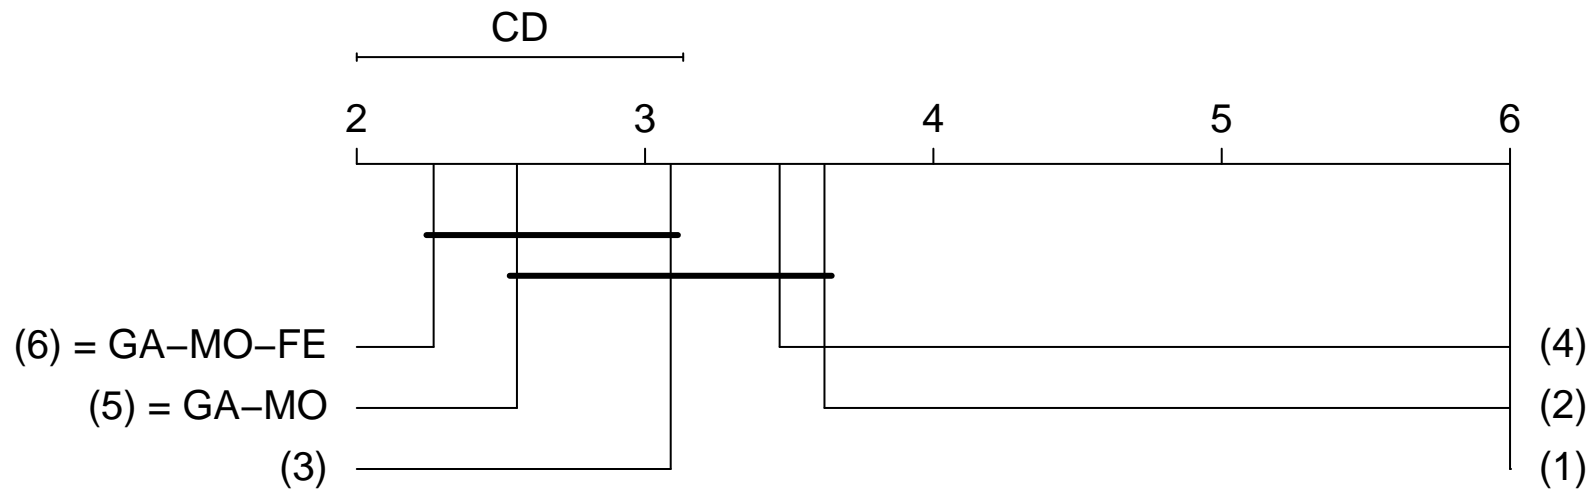 CD
2 3 4 5 6
(6) = GA−MO−FE (4)
(5) = GA−MO (2)
(3) (1)